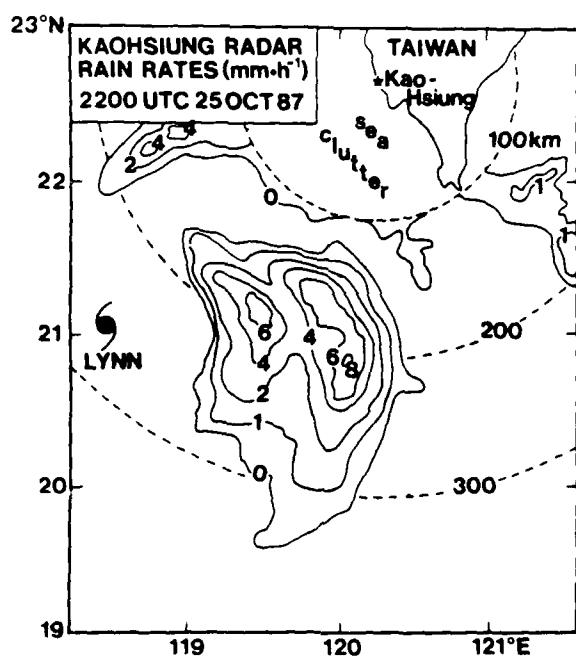 23°N
KAOHSIUNG RADAR
RAIN RATES (mm·h⁻¹)
2200 UTC 25 OCT 87
TAIWAN
*Kao-
Hsiung
sea
clutter
100km
2 4 4
22
0
1
1
21
LYNN
6
4
2
1
0
4
6
8
200
300
20
19
119
120
121°E